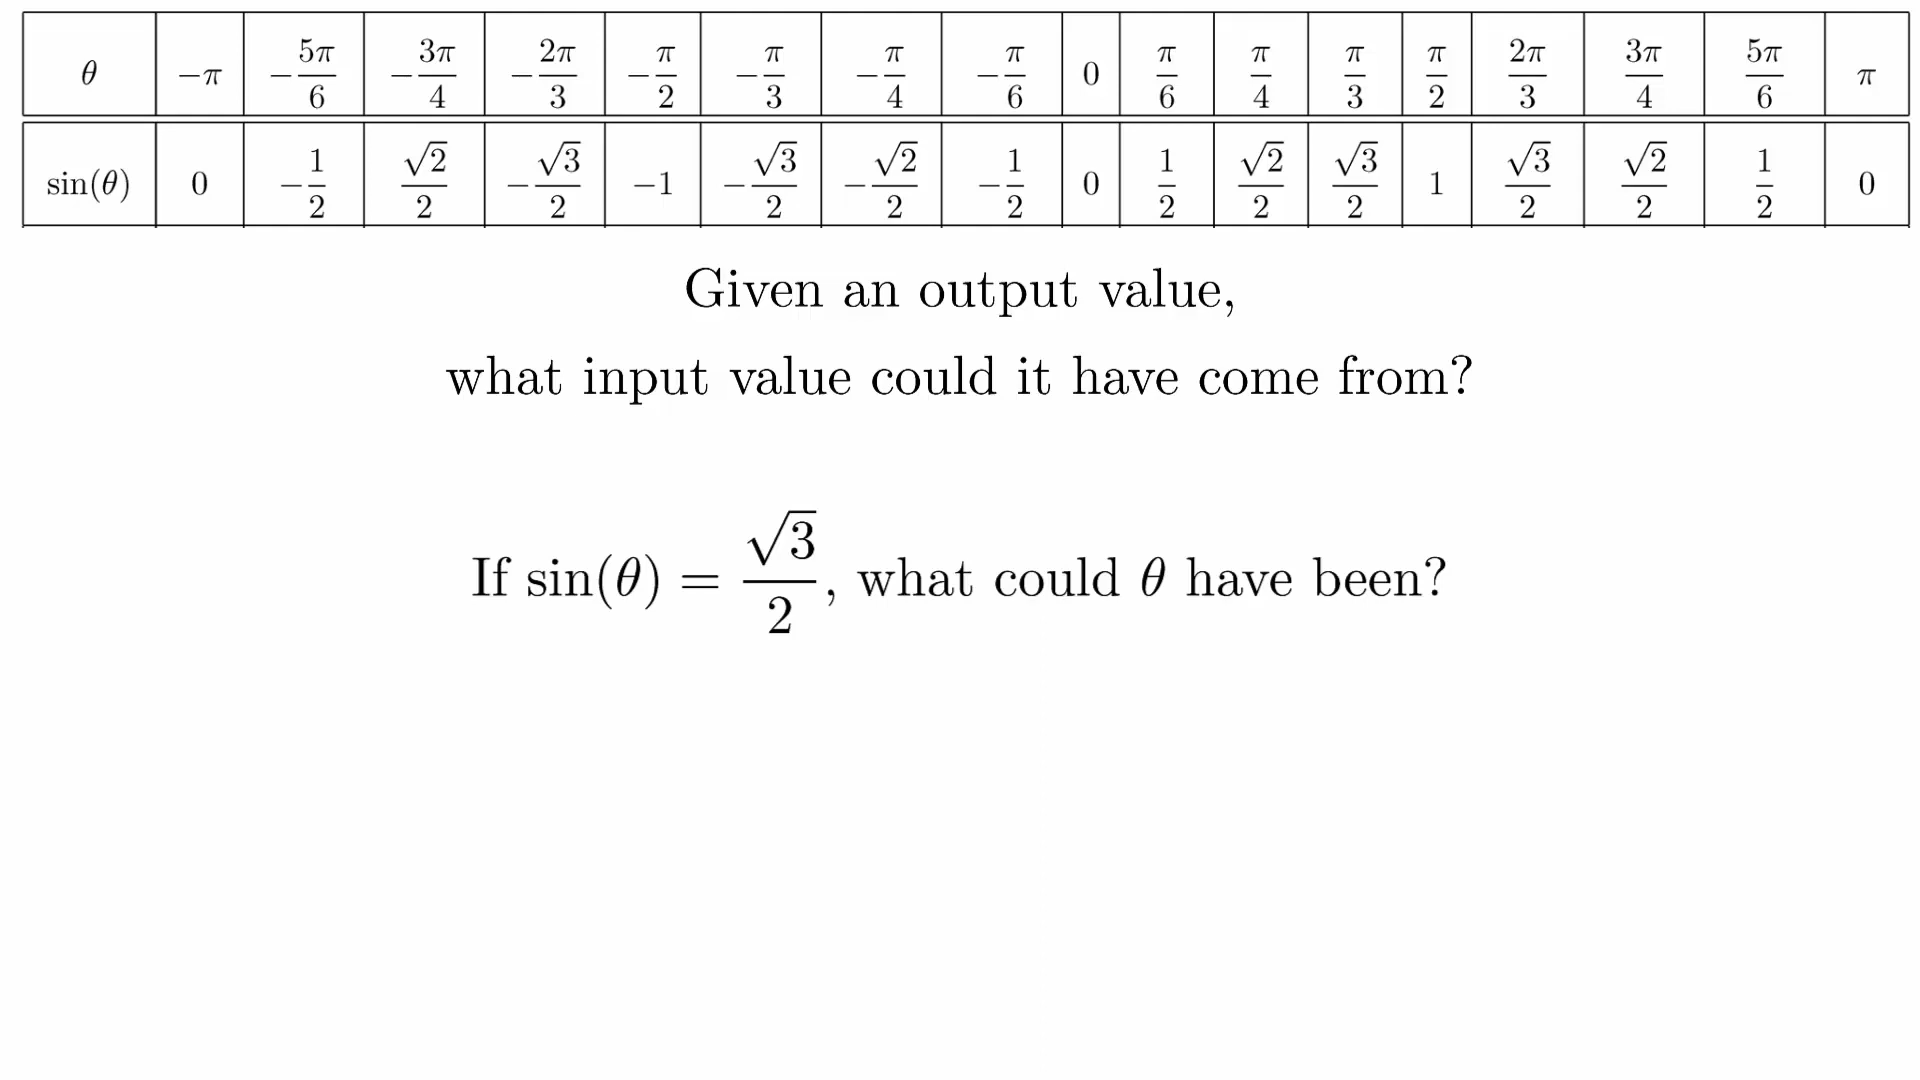 θ −π −5π/6 −3π/4 −2π/3 −π/2 −π/3 −π/4 −π/6 0 π/6 π/4 π/3 π/2 2π/3 3π/4 5π/6 π
sin(θ) 0 −1/2 √2/2 −√3/2 −1 −√3/2 −√2/2 −1/2 0 1/2 √2/2 √3/2 1 √3/2 √2/2 1/2 0
Given an output value,
what input value could it have come from?
If sin(θ) = √3/2, what could θ have been?